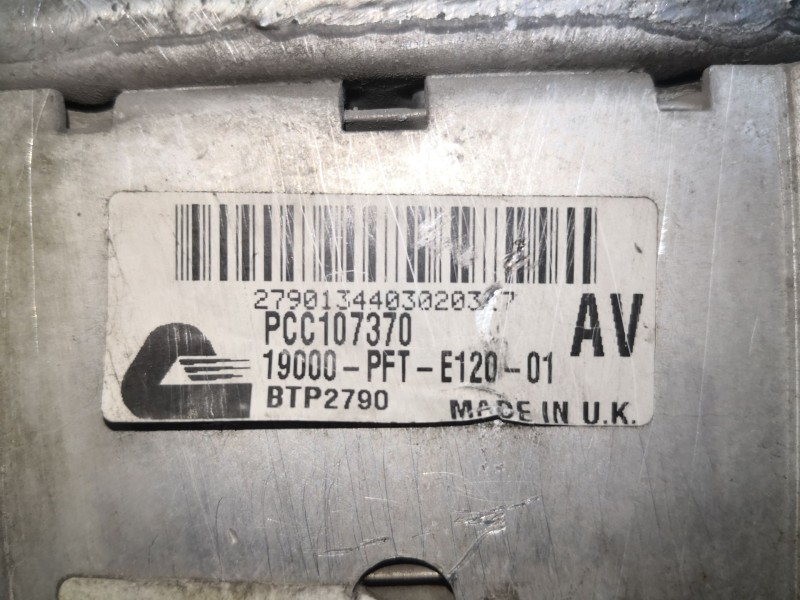 PCC107370
AV
19000-PFT-E120-01
BTP2790
MADE IN U.K.